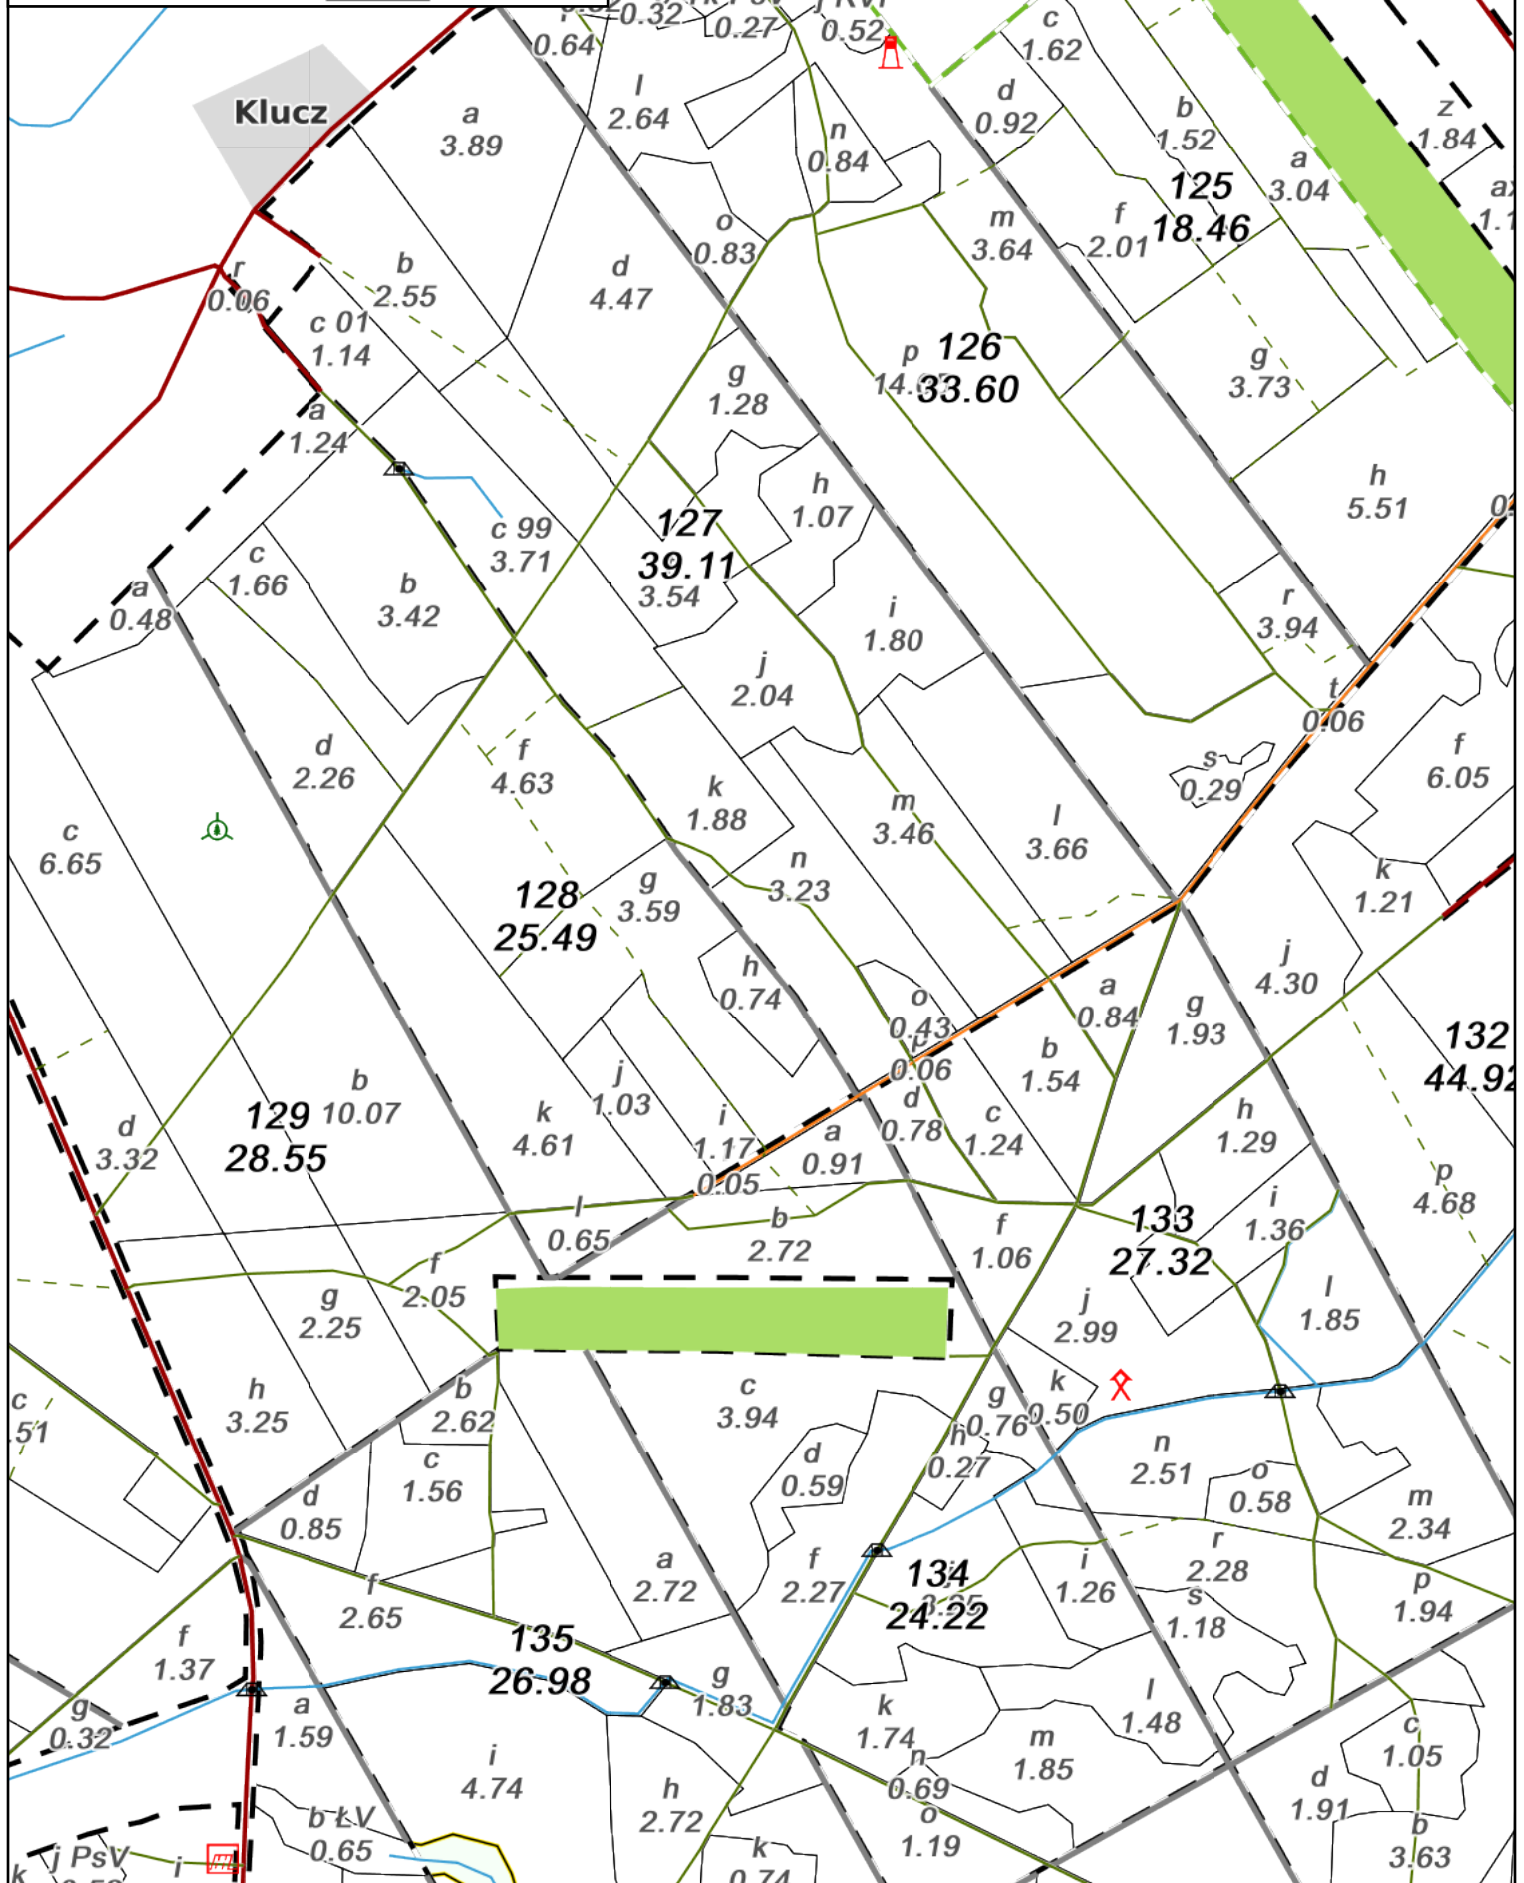 0.32
0.27
0.52
0.64
c
1.62
l
2.64
d
0.92
b
1.52
z
1.84
Klucz
a
3.89
n
0.84
125
18.46
a
3.04
o
0.83
m
3.64
f
2.01
r
0.06
b
2.55
d
4.47
c 01
1.14
p
126
33.60
g
3.73
g
1.28
a
1.24
h
5.51
h
1.07
127
39.11
3.54
c 99
3.71
c
1.66
b
3.42
a
0.48
i
1.80
r
3.94
j
2.04
t
0.06
d
2.26
f
4.63
f
6.05
s
0.29
k
1.88
m
3.46
l
3.66
c
6.65
n
3.23
k
1.21
128
25.49
g
3.59
h
0.74
j
4.30
o
0.43
p
0.06
a
0.84
g
1.93
132
b
1.54
b
10.07
129
28.55
d
3.32
j
1.03
k
4.61
i
1.17
0.05
a
0.91
d
0.78
c
1.24
h
1.29
p
4.68
l
0.65
b
2.72
f
1.06
133
27.32
i
1.36
f
2.05
g
2.25
j
2.99
l
1.85
h
3.25
b
2.62
c
3.94
g
0.76
k
0.50
c
.51
c
1.56
d
0.59
h
0.27
n
2.51
o
0.58
m
2.34
d
0.85
a
2.72
f
2.27
134
24.22
i
1.26
r
2.28
s
1.18
p
1.94
f
2.65
135
26.98
f
1.37
g
1.83
g
0.32
a
1.59
k
1.74
l
1.48
m
1.85
c
1.05
i
4.74
h
2.72
n
0.69
o
1.19
d
1.91
b
3.63
b ŁV
0.65
j PsV
i
k
k
0.74